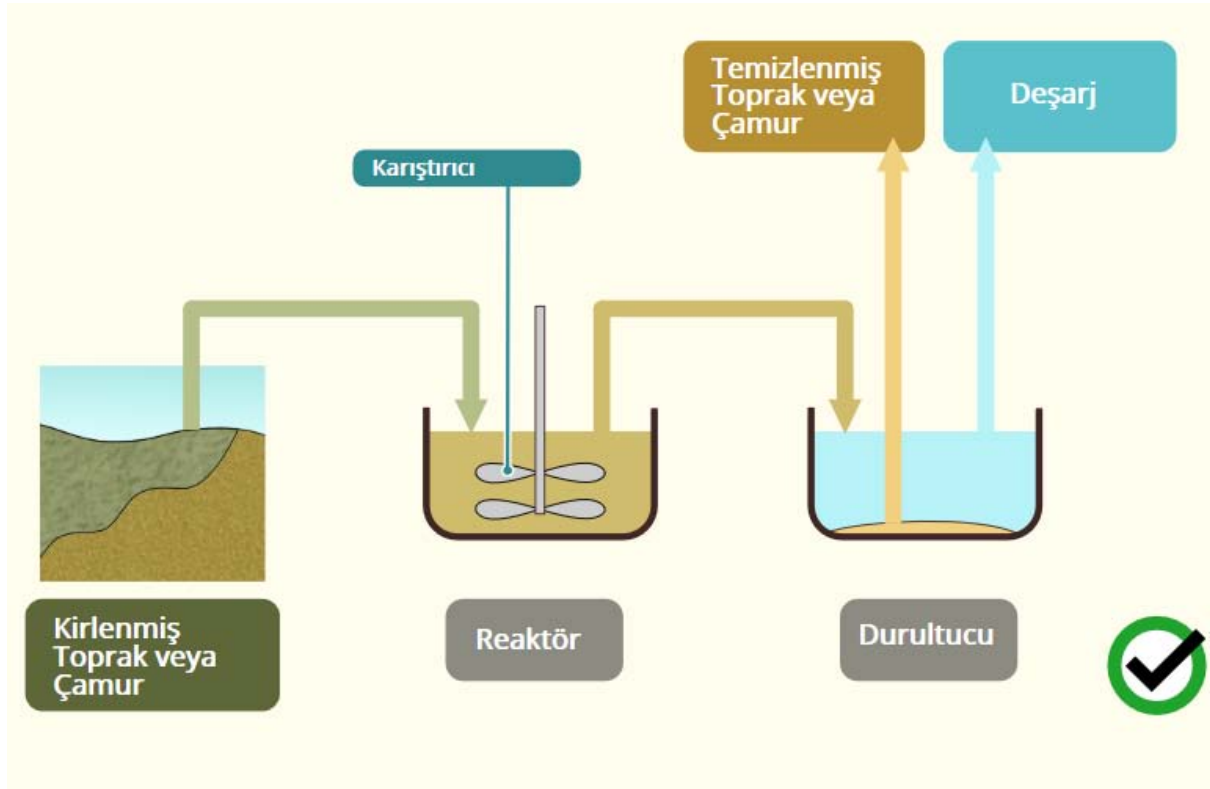 Temizlenmiş
Toprak veya
Çamur
Deşarj
Karıştırıcı
Kirlenmiş
Toprak veya
Çamur
Reaktör
Durultucu